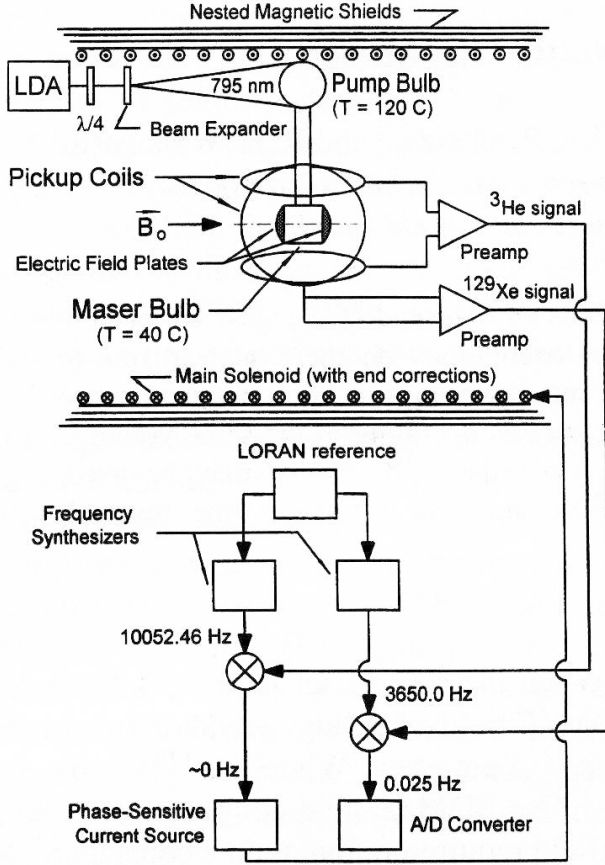 Nested Magnetic Shields
LDA
795 nm
Pump Bulb
(T = 120 C)
λ/4
Beam Expander
Pickup Coils
B⃗o
3He signal
Preamp
Electric Field Plates
129Xe signal
Maser Bulb
(T = 40 C)
Preamp
Main Solenoid (with end corrections)
LORAN reference
Frequency
Synthesizers
10052.46 Hz
3650.0 Hz
~0 Hz
0.025 Hz
Phase-Sensitive
Current Source
A/D Converter